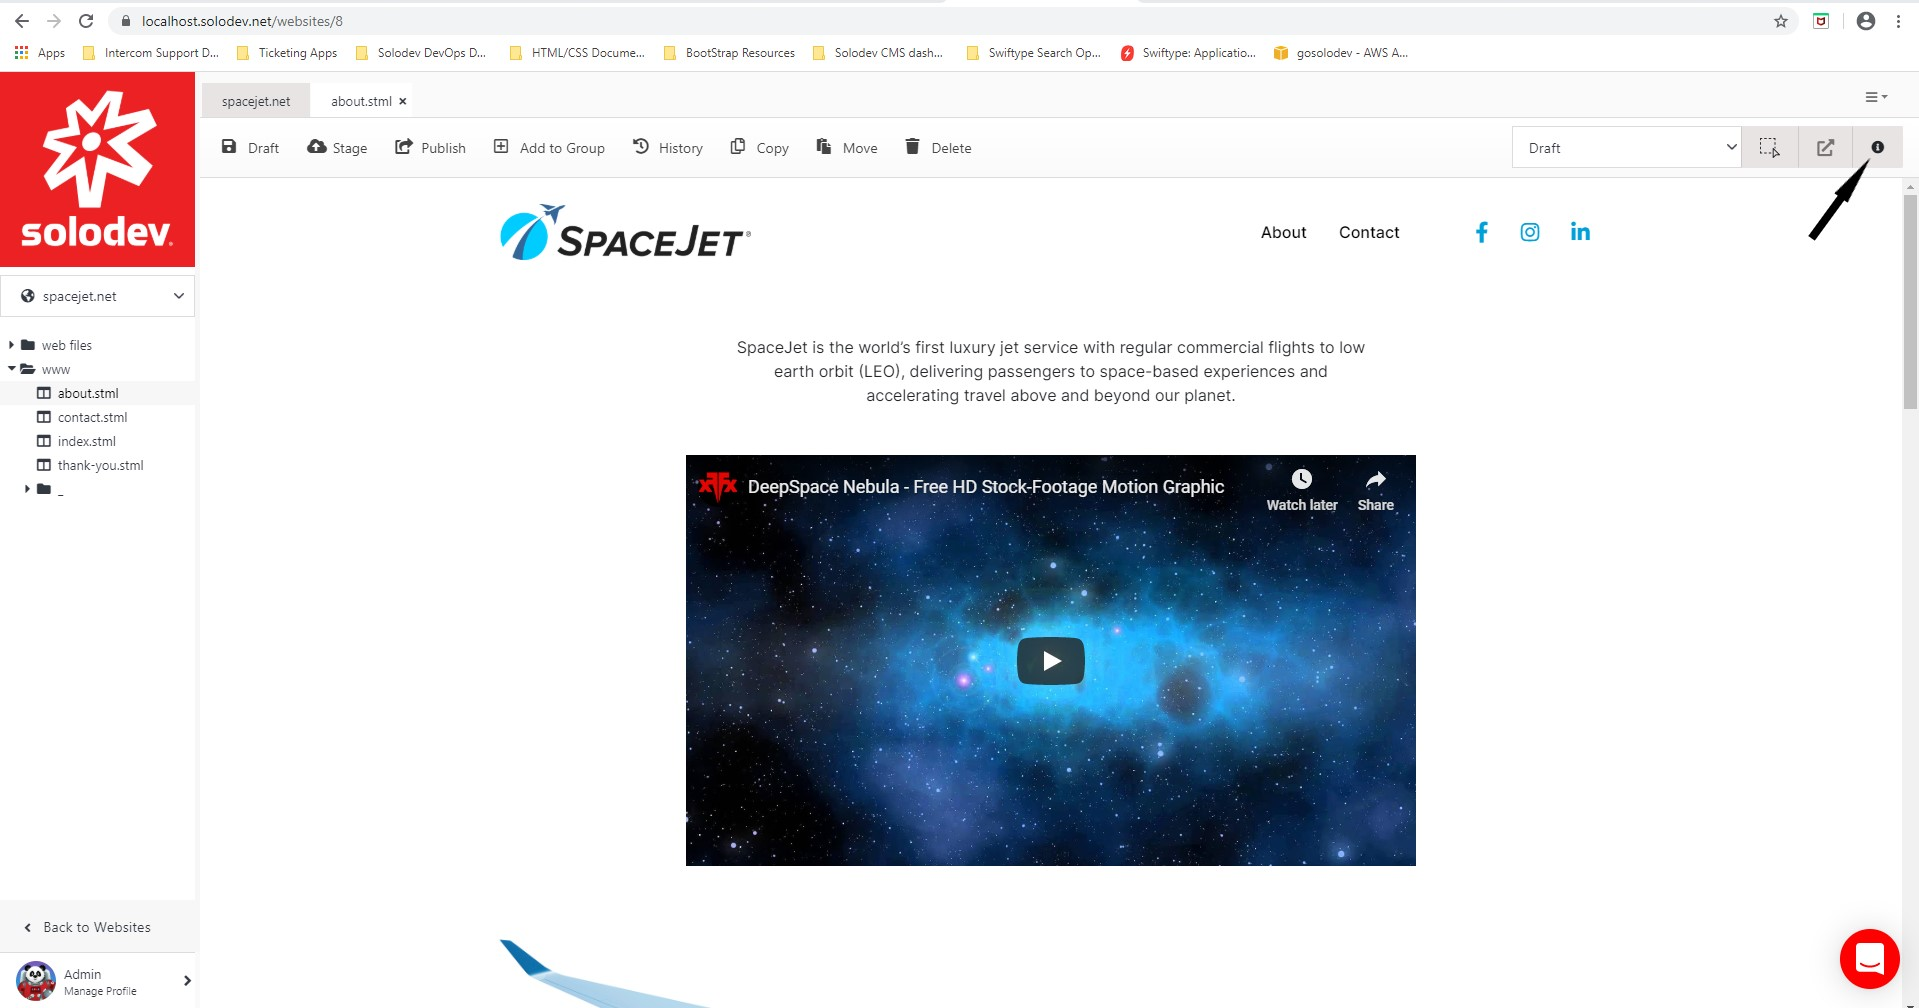 localhost.solodev.net/websites/8
Apps
Intercom Support D...
Ticketing Apps
Solodev DevOps D...
HTML/CSS Docume...
BootStrap Resources
Solodev CMS dash...
Swiftype Search Op...
Swiftype: Applicatio...
gosolodev - AWS A...
solodev
spacejet.net
about.stml
Draft
Stage
Publish
Add to Group
History
Copy
Move
Delete
Draft
SPACEJET®
About
Contact
spacejet.net
web files
www
about.stml
contact.stml
index.stml
thank-you.stml
_
SpaceJet is the world’s first luxury jet service with regular commercial flights to low
earth orbit (LEO), delivering passengers to space-based experiences and
accelerating travel above and beyond our planet.
DeepSpace Nebula - Free HD Stock-Footage Motion Graphic
Watch later
Share
Back to Websites
Admin
Manage Profile